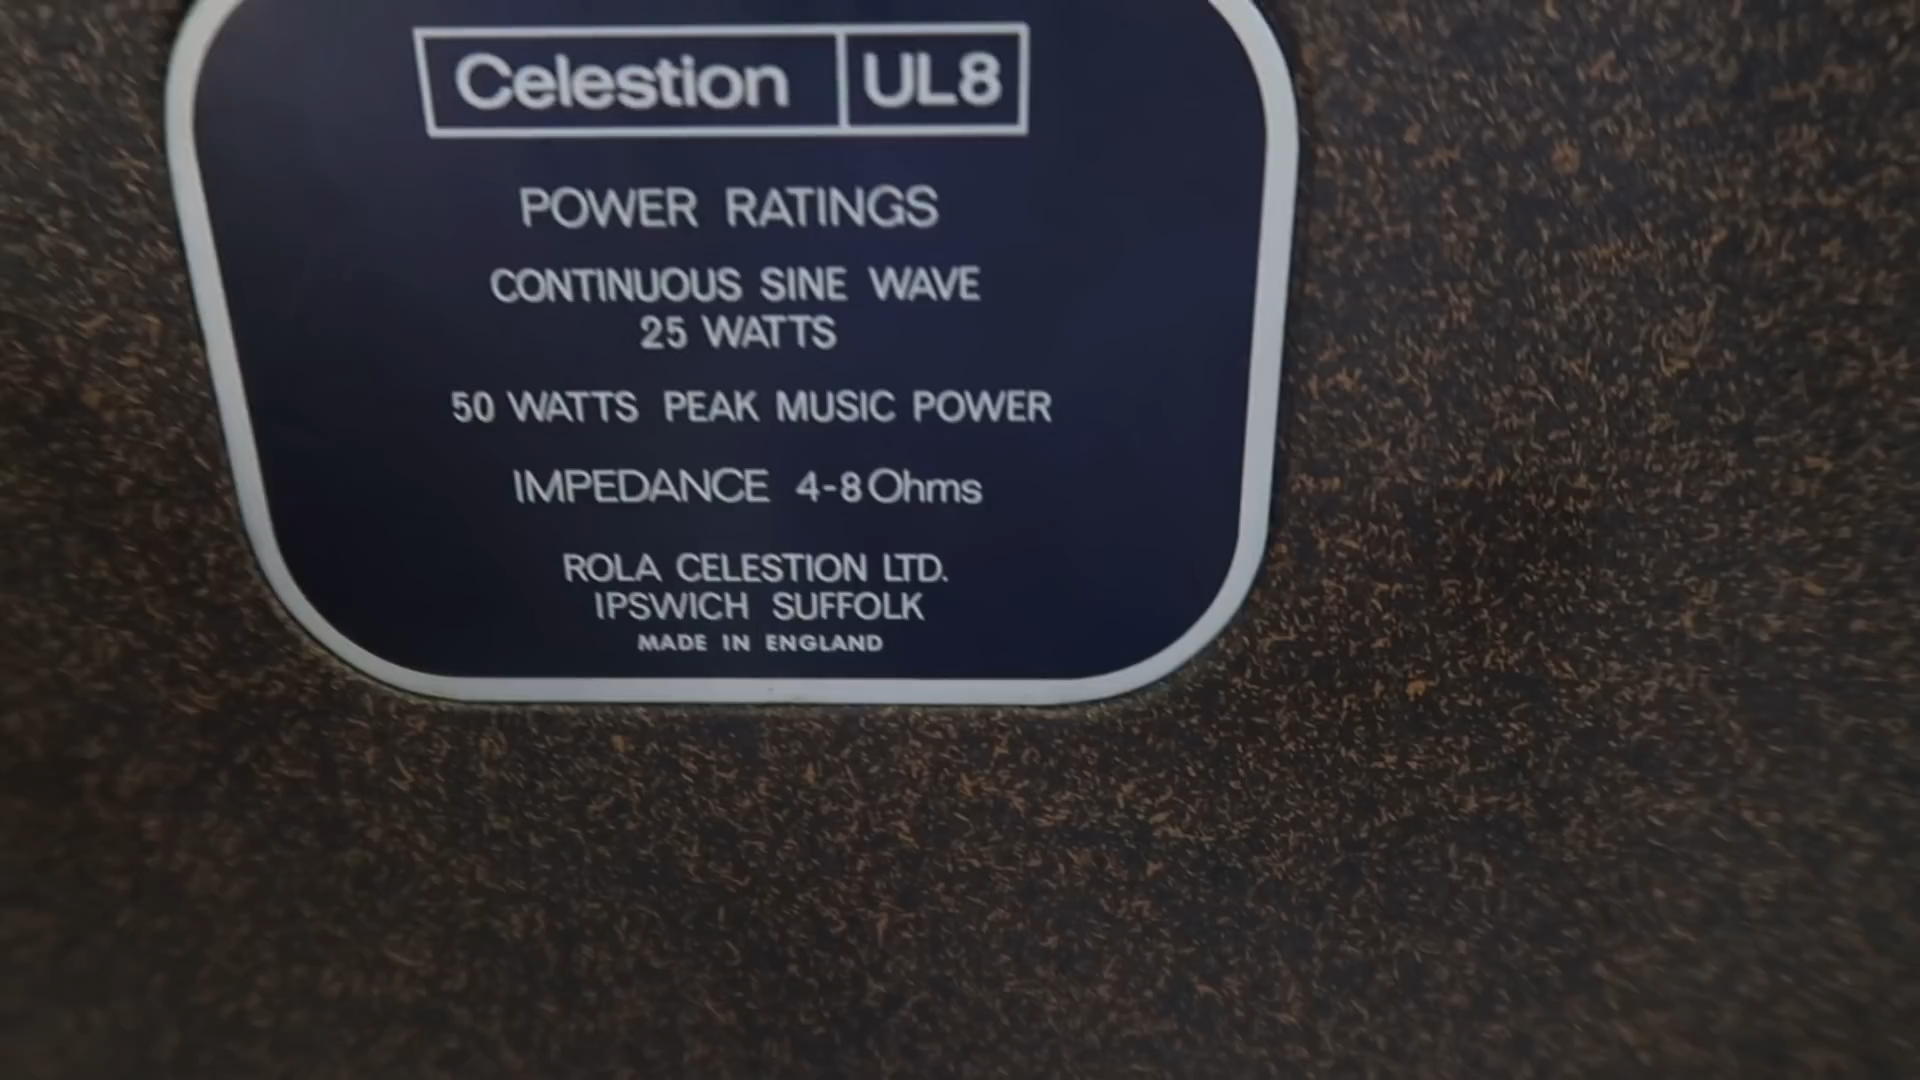 Celestion UL8
POWER RATINGS
CONTINUOUS SINE WAVE
25 WATTS
50 WATTS PEAK MUSIC POWER
IMPEDANCE 4-8 Ohms
ROLA CELESTION LTD.
IPSWICH SUFFOLK
MADE IN ENGLAND